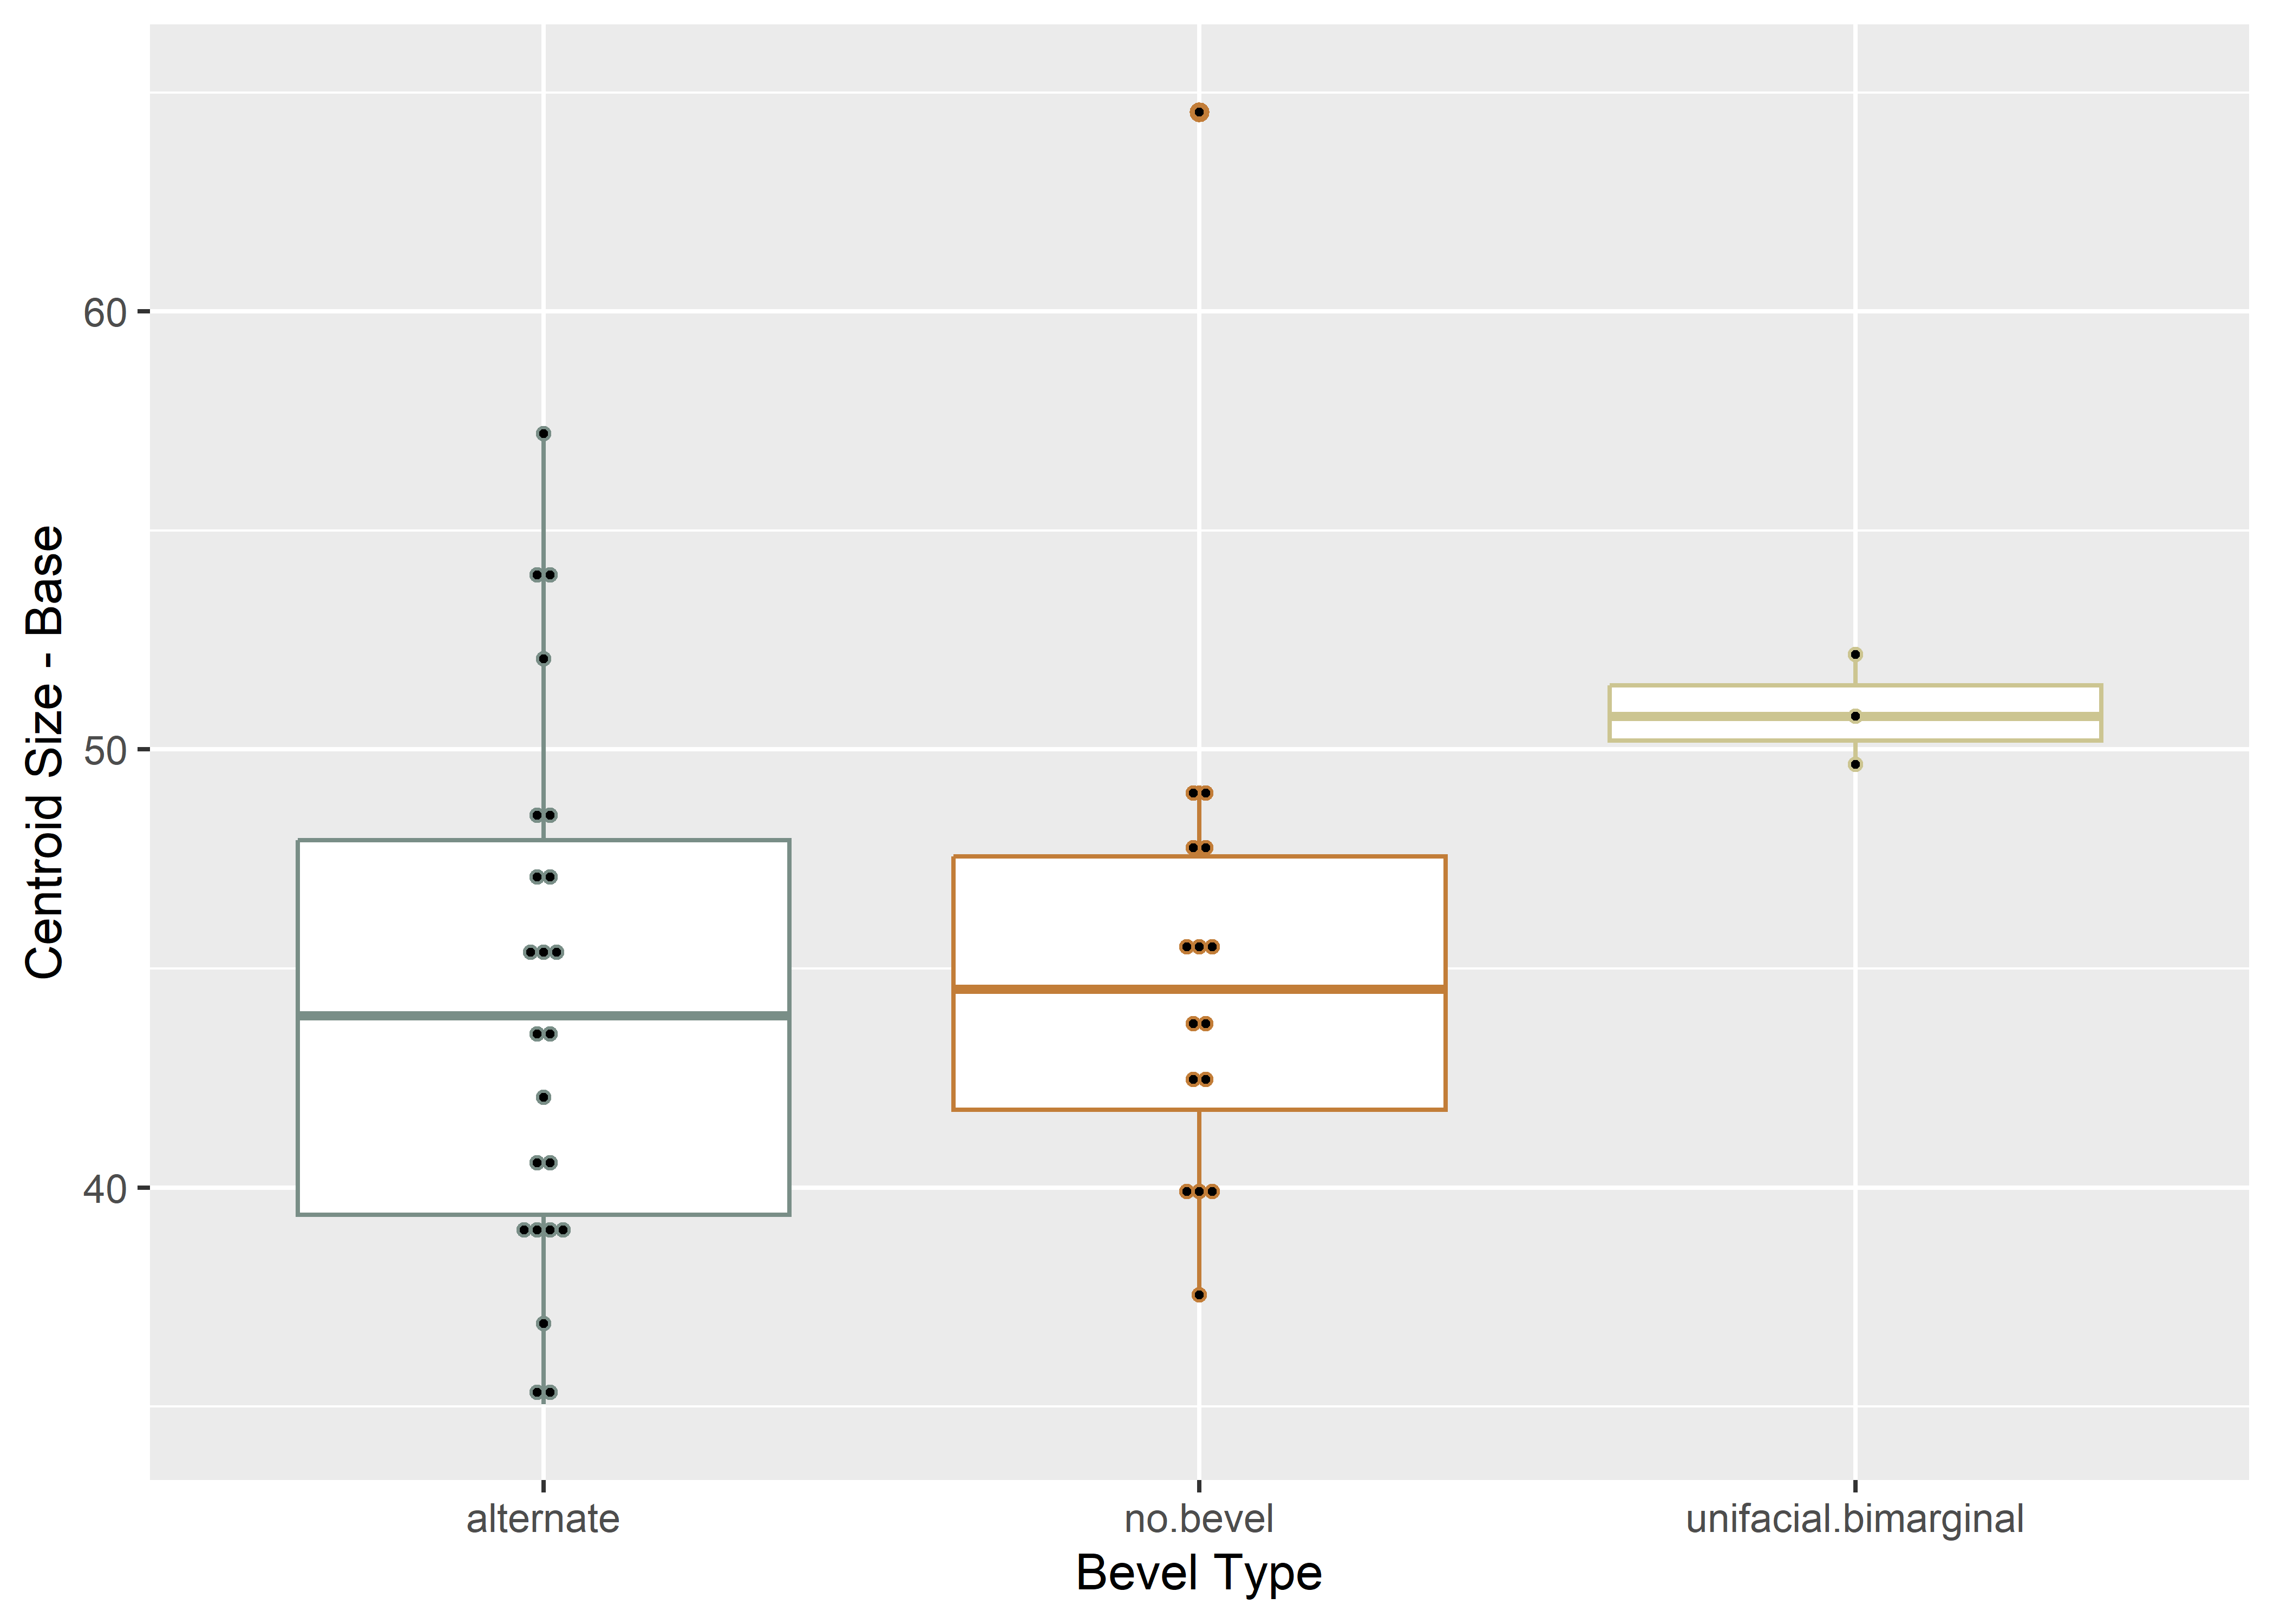 Centroid Size - Base
60
50
40
alternate
no.bevel
unifacial.bimarginal
Bevel Type